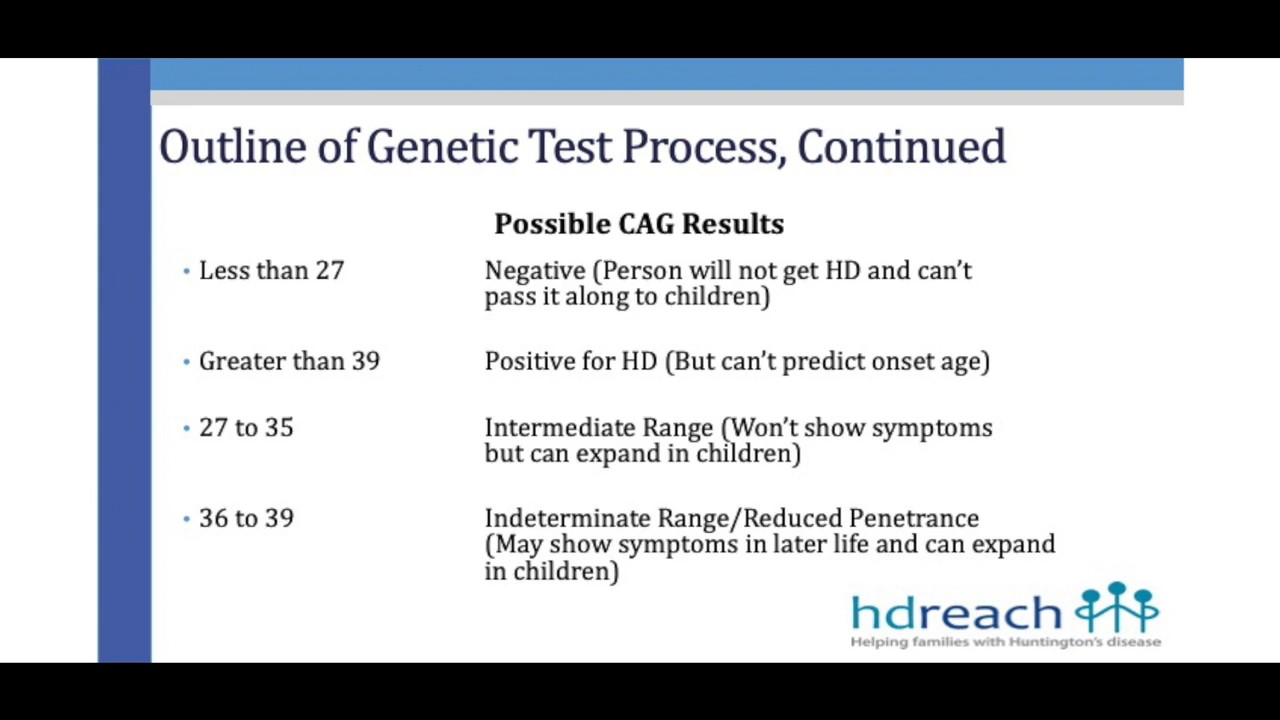 Outline of Genetic Test Process, Continued
Possible CAG Results
• Less than 27 Negative (Person will not get HD and can’t
pass it along to children)
• Greater than 39 Positive for HD (But can’t predict onset age)
• 27 to 35 Intermediate Range (Won’t show symptoms
but can expand in children)
• 36 to 39 Indeterminate Range/Reduced Penetrance
(May show symptoms in later life and can expand
in children)
hdreach
Helping families with Huntington’s disease